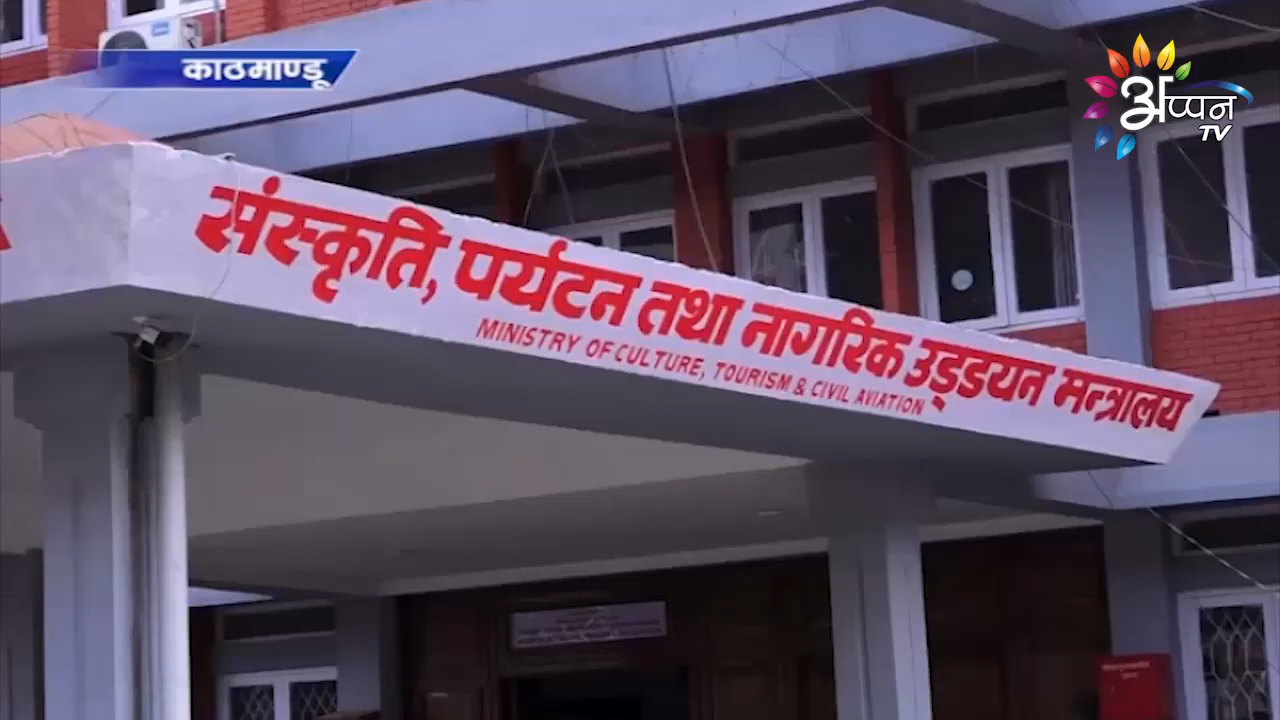 काठमाण्डू
अप्पन
TV
संस्कृति, पर्यटन तथा नागरिक उड्डयन मन्त्रालय
MINISTRY OF CULTURE, TOURISM & CIVIL AVIATION